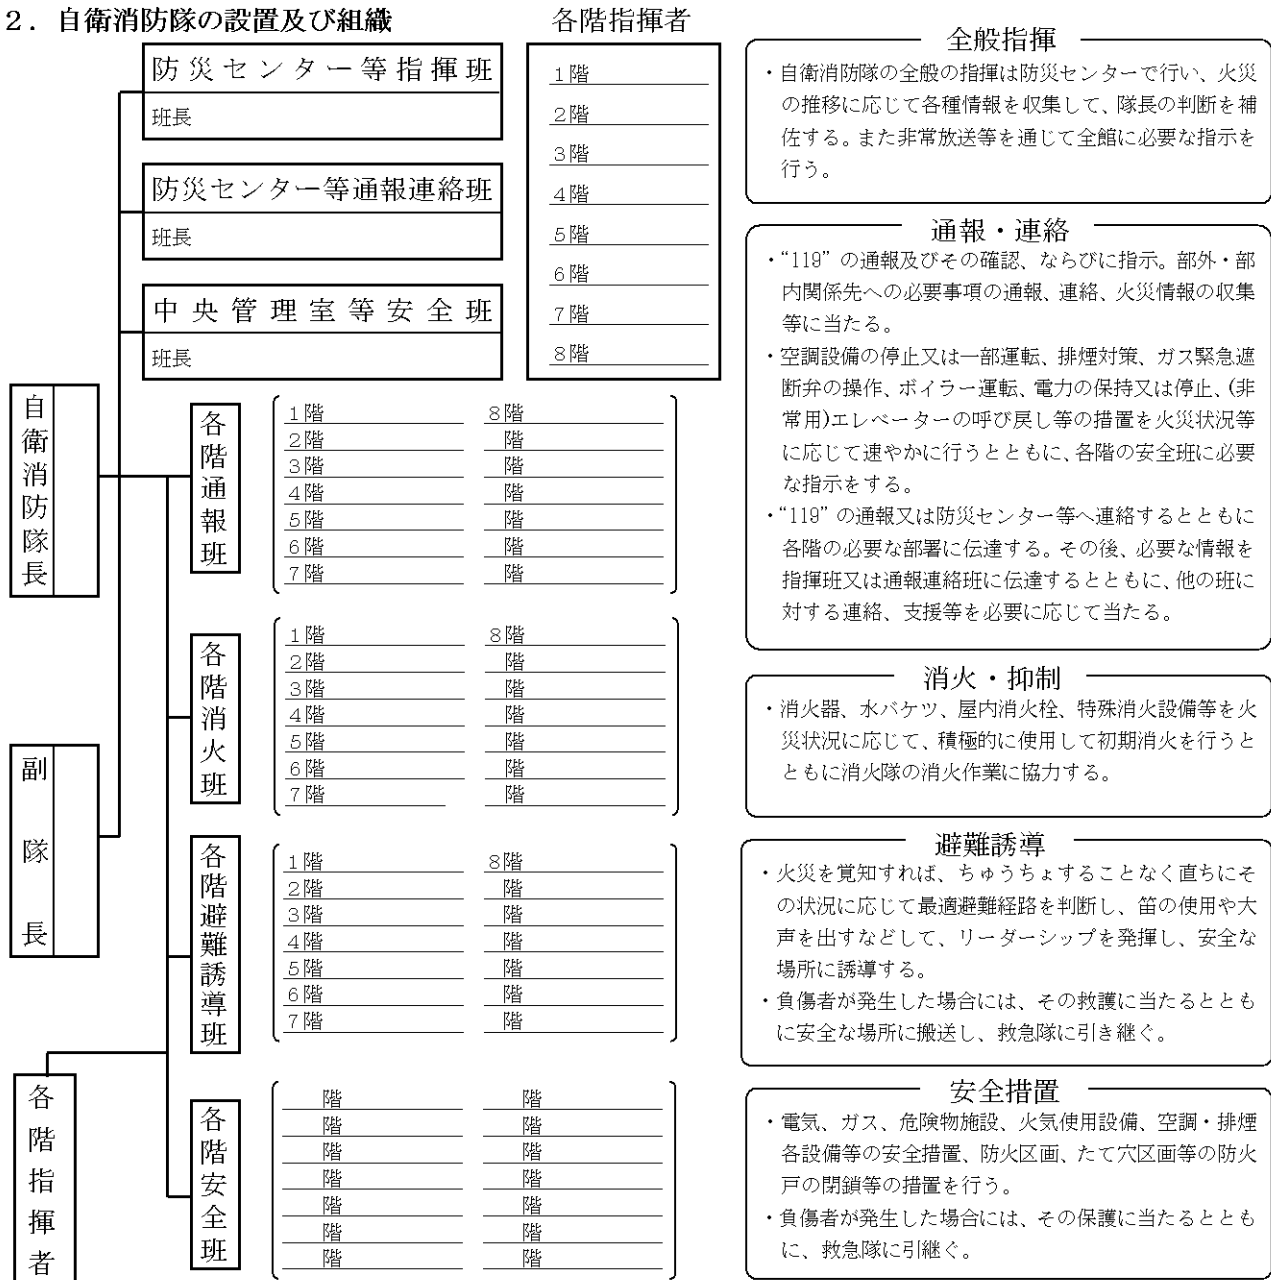 ２．自衛消防隊の設置及び組織
各階指揮者
防災センター等指揮班
班長
防災センター等通報連絡班
班長
中央管理室等安全班
班長
1階
2階
3階
4階
5階
6階
7階
8階
自衛消防隊長
副隊長
各階指揮者
各階通報班
1階 8階
2階 階
3階 階
4階 階
5階 階
6階 階
7階 階
各階消火班
1階 8階
2階 階
3階 階
4階 階
5階 階
6階 階
7階 階
各階避難誘導班
1階 8階
2階 階
3階 階
4階 階
5階 階
6階 階
7階 階
各階安全班
階 階
階 階
階 階
階 階
階 階
階 階
階 階
全般指揮
・自衛消防隊の全般の指揮は防災センターで行い、火災
の推移に応じて各種情報を収集して、隊長の判断を補
佐する。また非常放送等を通じて全館に必要な指示を
行う。
通報・連絡
・“119”の通報及びその確認、ならびに指示。部外・部
内関係先への必要事項の通報、連絡、火災情報の収集
等に当たる。
・空調設備の停止又は一部運転、排煙対策、ガス緊急遮
断弁の操作、ボイラー運転、電力の保持又は停止、(非
常用)エレベーターの呼び戻し等の措置を火災状況等
に応じて速やかに行うとともに、各階の安全班に必要
な指示をする。
・“119”の通報又は防災センター等へ連絡するとともに
各階の必要な部署に伝達する。その後、必要な情報を
指揮班又は通報連絡班に伝達するとともに、他の班に
対する連絡、支援等を必要に応じて当たる。
消火・抑制
・消火器、水バケツ、屋内消火栓、特殊消火設備等を火
災状況に応じて、積極的に使用して初期消火を行うと
ともに消火隊の消火作業に協力する。
避難誘導
・火災を覚知すれば、ちゅうちょすることなく直ちにそ
の状況に応じて最適避難経路を判断し、笛の使用や大
声を出すなどして、リーダーシップを発揮し、安全な
場所に誘導する。
・負傷者が発生した場合には、その救護に当たるととも
に安全な場所に搬送し、救急隊に引き継ぐ。
安全措置
・電気、ガス、危険物施設、火気使用設備、空調・排煙
各設備等の安全措置、防火区画、たて穴区画等の防火
戸の閉鎖等の措置を行う。
・負傷者が発生した場合には、その保護に当たるととも
に、救急隊に引継ぐ。